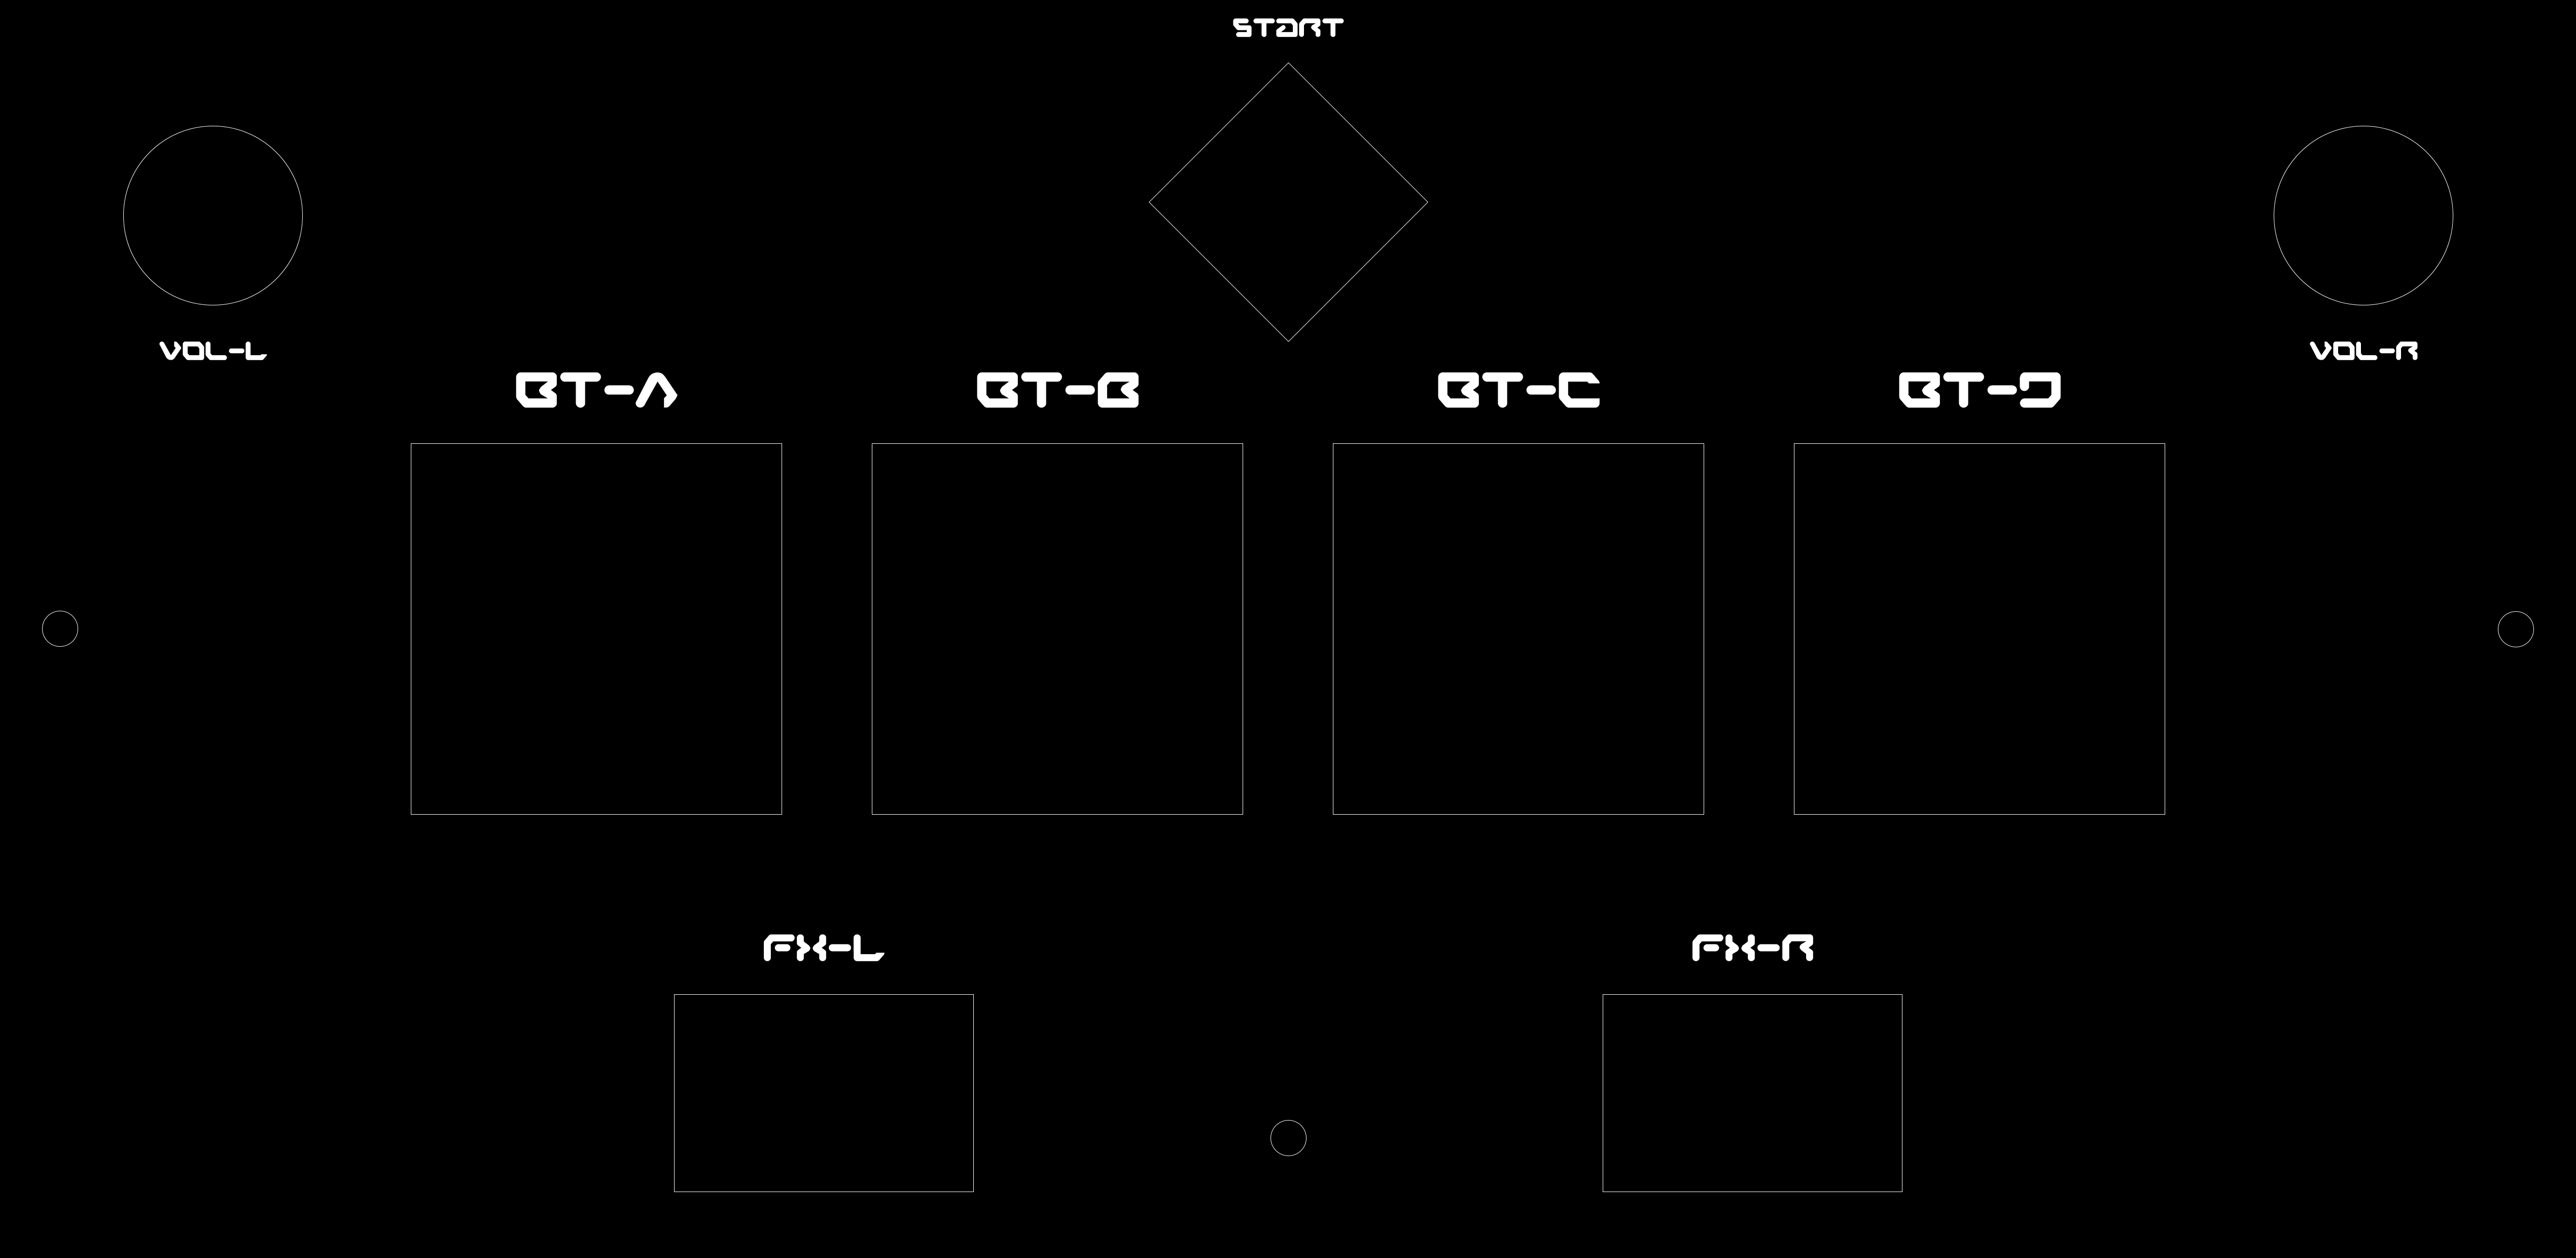 START
VOL-L
VOL-R
BT-A
BT-B
BT-C
BT-D
FX-L
FX-R